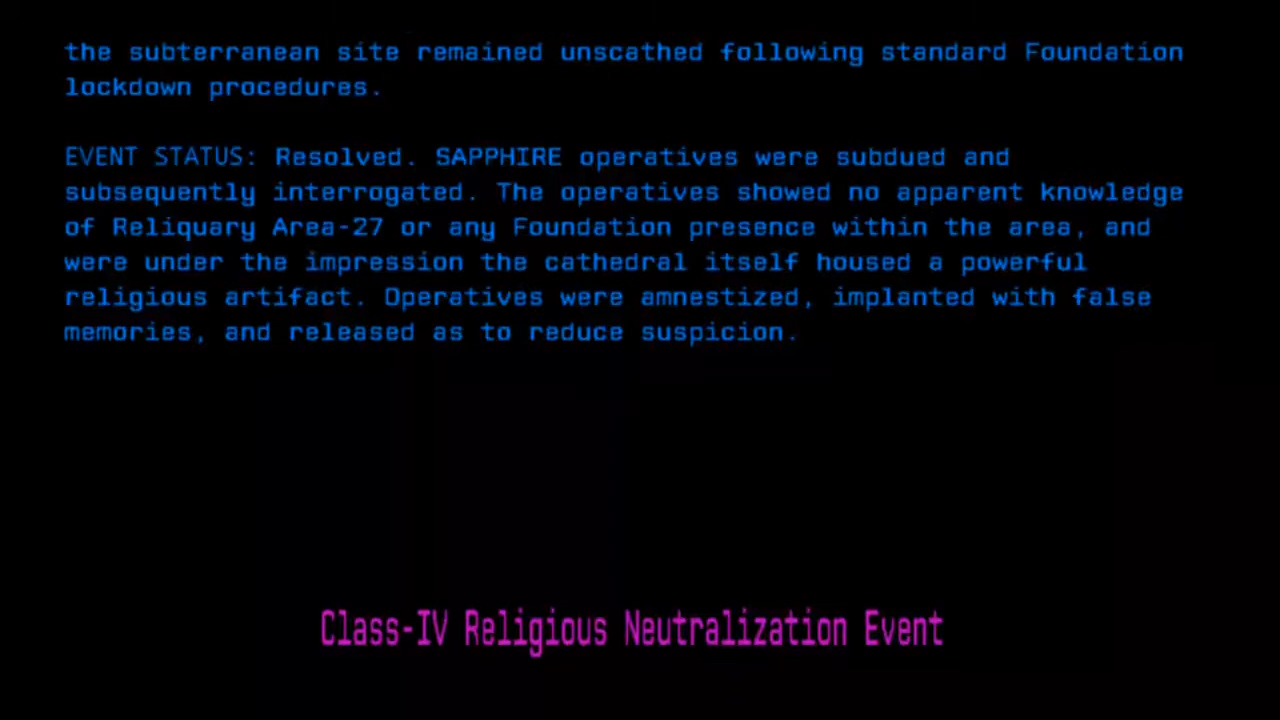 the subterranean site remained unscathed following standard Foundation
lockdown procedures.
EVENT STATUS: Resolved. SAPPHIRE operatives were subdued and
subsequently interrogated. The operatives showed no apparent knowledge
of Reliquary Area-27 or any Foundation presence within the area, and
were under the impression the cathedral itself housed a powerful
religious artifact. Operatives were amnestized, implanted with false
memories, and released as to reduce suspicion.
Class-IV Religious Neutralization Event